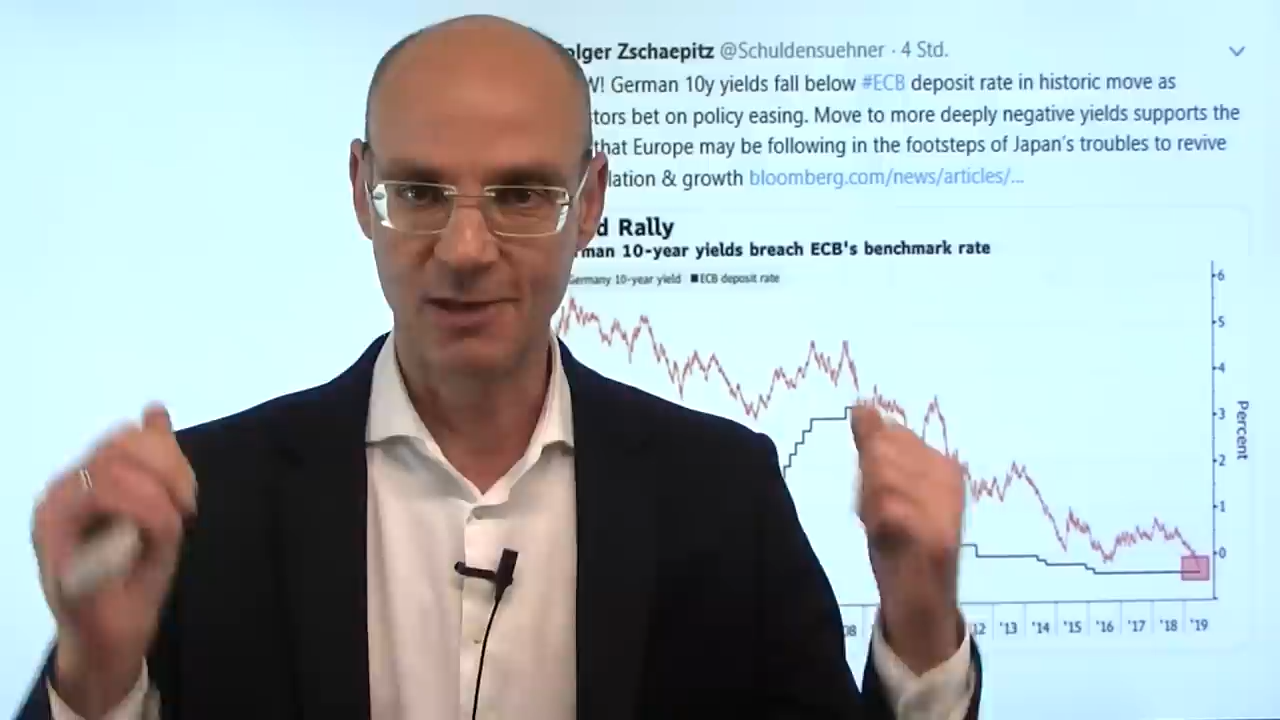 olger Zschaepitz @Schuldensuehner · 4 Std.
W! German 10y yields fall below #ECB deposit rate in historic move as
stors bet on policy easing. Move to more deeply negative yields supports the
that Europe may be following in the footsteps of Japan's troubles to revive
lation & growth bloomberg.com/news/articles/...
d Rally
man 10-year yields breach ECB's benchmark rate
Germany 10-year yield ■ECB deposit rate
6
5
4
3
2
1
0
Percent
08 12 '13 '14 '15 '16 '17 '18 '19